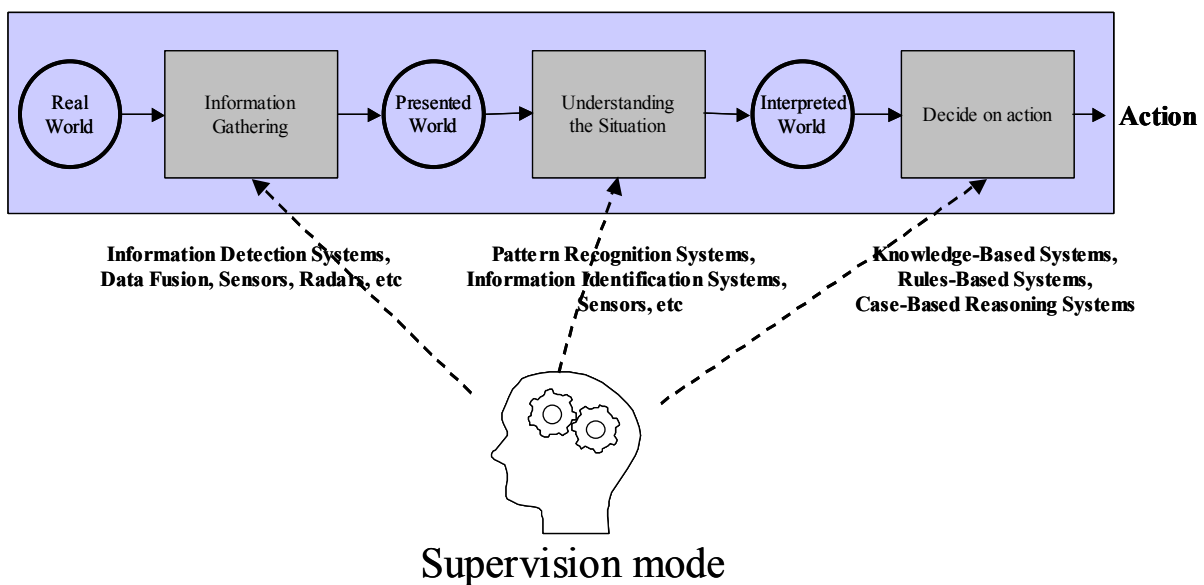 Real
World
Information
Gathering
Presented
World
Understanding
the Situation
Interpreted
World
Decide on action
Action
Information Detection Systems,
Data Fusion, Sensors, Radars, etc
Pattern Recognition Systems,
Information Identification Systems,
Sensors, etc
Knowledge-Based Systems,
Rules-Based Systems,
Case-Based Reasoning Systems
Supervision mode